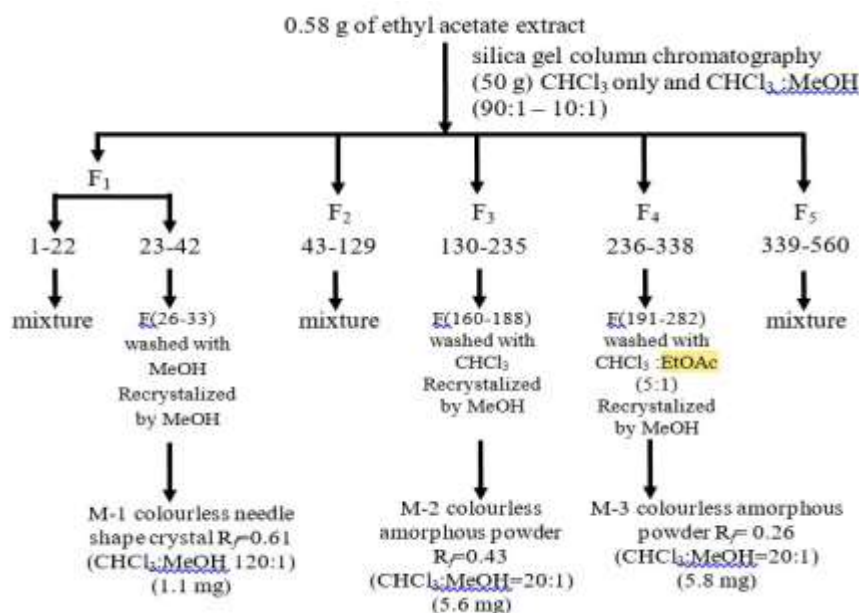 0.58 g of ethyl acetate extract
silica gel column chromatography
(50 g) CHCl₃ only and CHCl₃ :MeOH
(90:1 – 10:1)
F₁
F₂
F₃
F₄
F₅
1-22
23-42
43-129
130-235
236-338
339-560
mixture
F(26-33)
washed with
MeOH
Recrystalized
by MeOH
mixture
F(160-188)
washed with
CHCl₃
Recrystalized
by MeOH
F(191-282)
washed with
CHCl₃ :EtOAc
(5:1)
Recrystalized
by MeOH
mixture
M-1 colourless needle
shape crystal Rf=0.61
(CHCl₃:MeOH 120:1)
(1.1 mg)
M-2 colourless
amorphous powder
Rf=0.43
(CHCl₃:MeOH=20:1)
(5.6 mg)
M-3 colourless amorphous
powder Rf= 0.26
(CHCl₃:MeOH=20:1)
(5.8 mg)